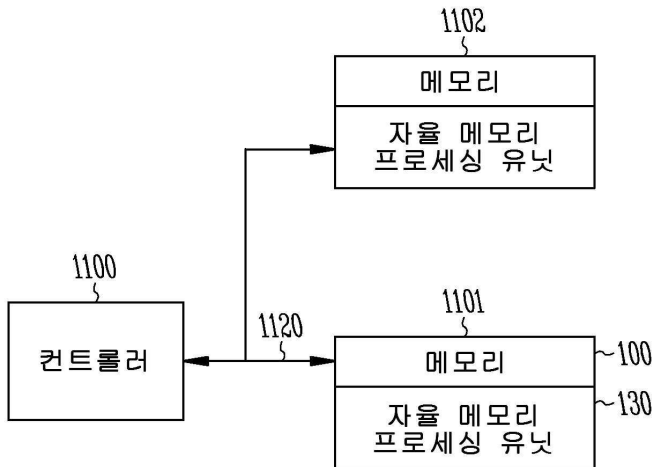 1102
메모리
자율 메모리
프로세싱 유닛
1100
컨트롤러
1120
1101
메모리
100
자율 메모리
프로세싱 유닛
130